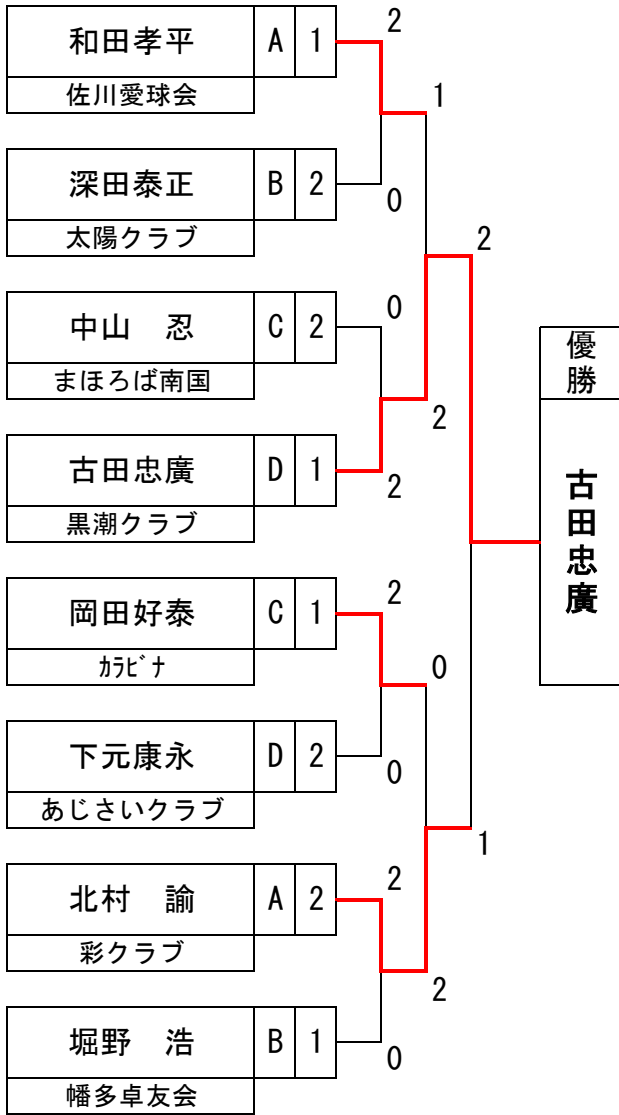 和田孝平 A 1
佐川愛球会
2
1
深田泰正 B 2
太陽クラブ
0
2
中山 忍 C 2
まほろば南国
0
2
古田忠廣 D 1
黒潮クラブ
2
優勝
古田忠廣
岡田好泰 C 1
カラビナ
2
0
下元康永 D 2
あじさいクラブ
0
1
北村 諭 A 2
彩クラブ
2
2
堀野 浩 B 1
幡多卓友会
0